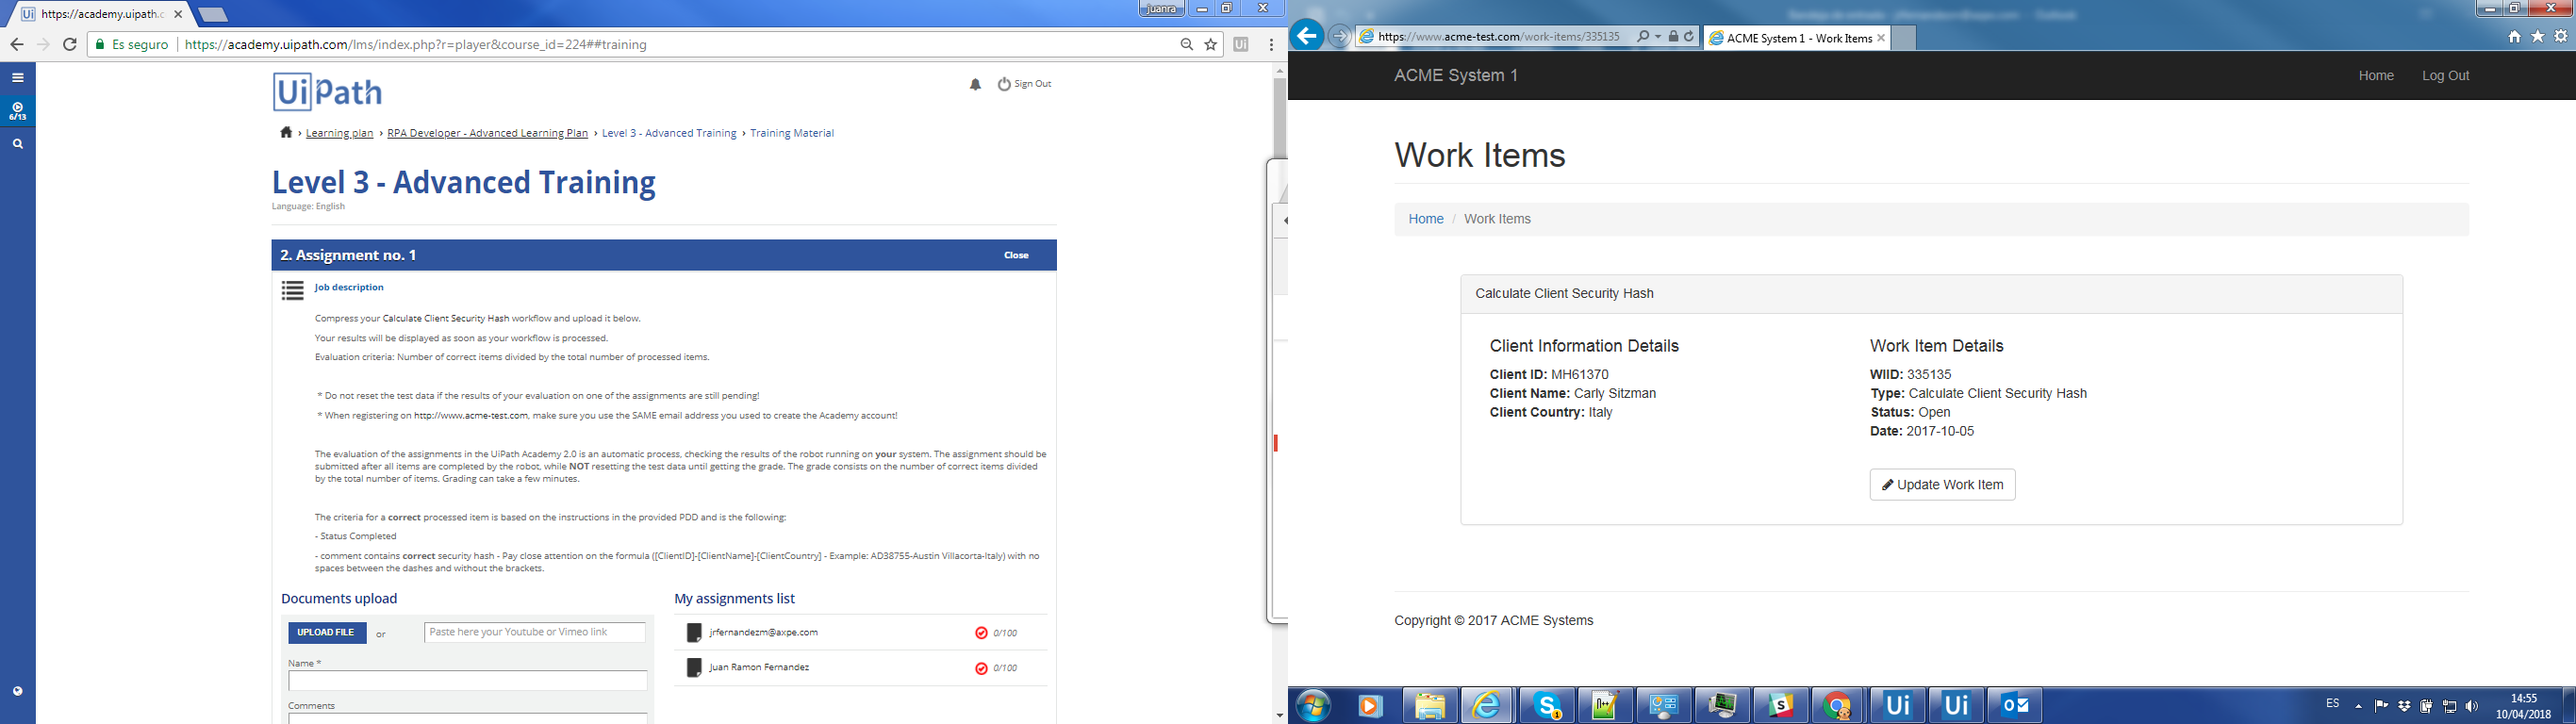 https://academy.uipath.c
juanra
Es seguro
https://academy.uipath.com/lms/index.php?r=player&course_id=224##training
6/13
UiPath
Sign Out
› Learning plan › RPA Developer - Advanced Learning Plan › Level 3 - Advanced Training › Training Material
Level 3 - Advanced Training
Language: English
2. Assignment no. 1
Close
Job description
Compress your Calculate Client Security Hash workflow and upload it below.
Your results will be displayed as soon as your workflow is processed.
Evaluation criteria: Number of correct items divided by the total number of processed items.
* Do not reset the test data if the results of your evaluation on one of the assignments are still pending!
* When registering on http://www.acme-test.com, make sure you use the SAME email address you used to create the Academy account!
The evaluation of the assignments in the UiPath Academy 2.0 is an automatic process, checking the results of the robot running on your system. The assignment should be
submitted after all items are completed by the robot, while NOT resetting the test data until getting the grade. The grade consists on the number of correct items divided
by the total number of items. Grading can take a few minutes.
The criteria for a correct processed item is based on the instructions in the provided PDD and is the following:
- Status Completed
- comment contains correct security hash - Pay close attention on the formula ([ClientID]-[ClientName]-[ClientCountry] - Example: AD38755-Austin Villacorta-Italy) with no
spaces between the dashes and without the brackets.
Documents upload
UPLOAD FILE
or
Paste here your Youtube or Vimeo link
Name *
Comments
My assignments list
jrfernandezm@axpe.com
0/100
Juan Ramon Fernandez
0/100
https://www.acme-test.com/work-items/335135
ACME System 1 - Work Items
ACME System 1
Home
Log Out
Work Items
Home / Work Items
Calculate Client Security Hash
Client Information Details
Client ID: MH61370
Client Name: Carly Sitzman
Client Country: Italy
Work Item Details
WIID: 335135
Type: Calculate Client Security Hash
Status: Open
Date: 2017-10-05
Update Work Item
Copyright © 2017 ACME Systems
Ui
Ui
ES
14:55
10/04/2018